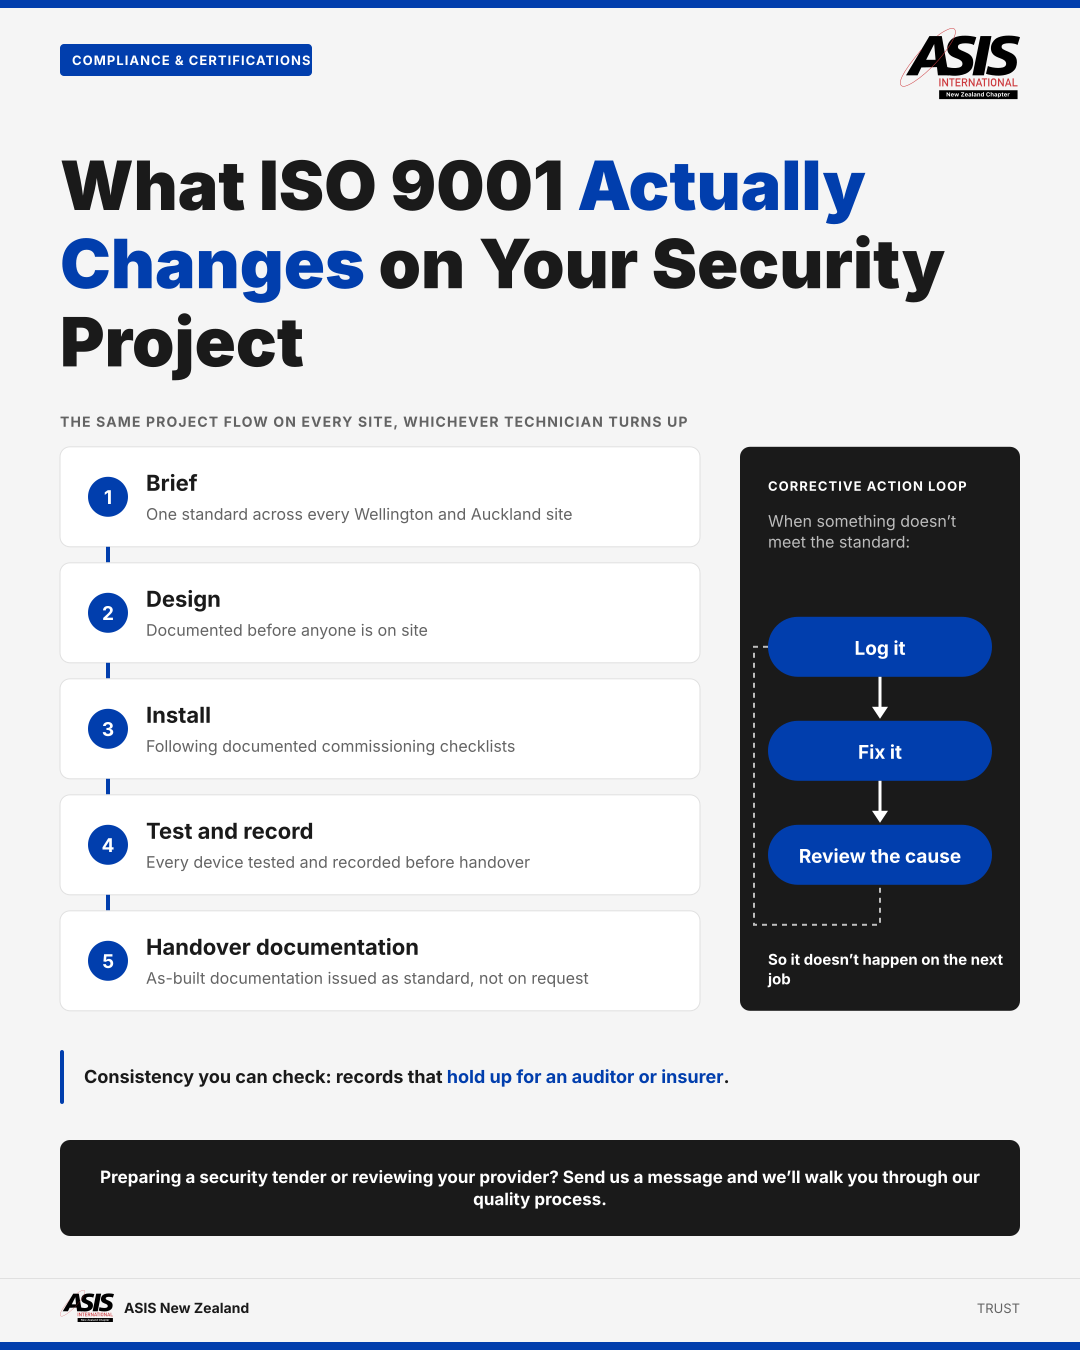 COMPLIANCE & CERTIFICATIONS
ASIS
INTERNATIONAL
New Zealand Chapter
What ISO 9001 Actually
Changes on Your Security
Project
THE SAME PROJECT FLOW ON EVERY SITE, WHICHEVER TECHNICIAN TURNS UP
1
Brief
One standard across every Wellington and Auckland site
2
Design
Documented before anyone is on site
3
Install
Following documented commissioning checklists
4
Test and record
Every device tested and recorded before handover
5
Handover documentation
As-built documentation issued as standard, not on request
CORRECTIVE ACTION LOOP
When something doesn’t
meet the standard:
Log it
Fix it
Review the cause
So it doesn’t happen on the next
job
Consistency you can check: records that hold up for an auditor or insurer.
Preparing a security tender or reviewing your provider? Send us a message and we’ll walk you through our
quality process.
ASIS
INTERNATIONAL
New Zealand Chapter
ASIS New Zealand
TRUST